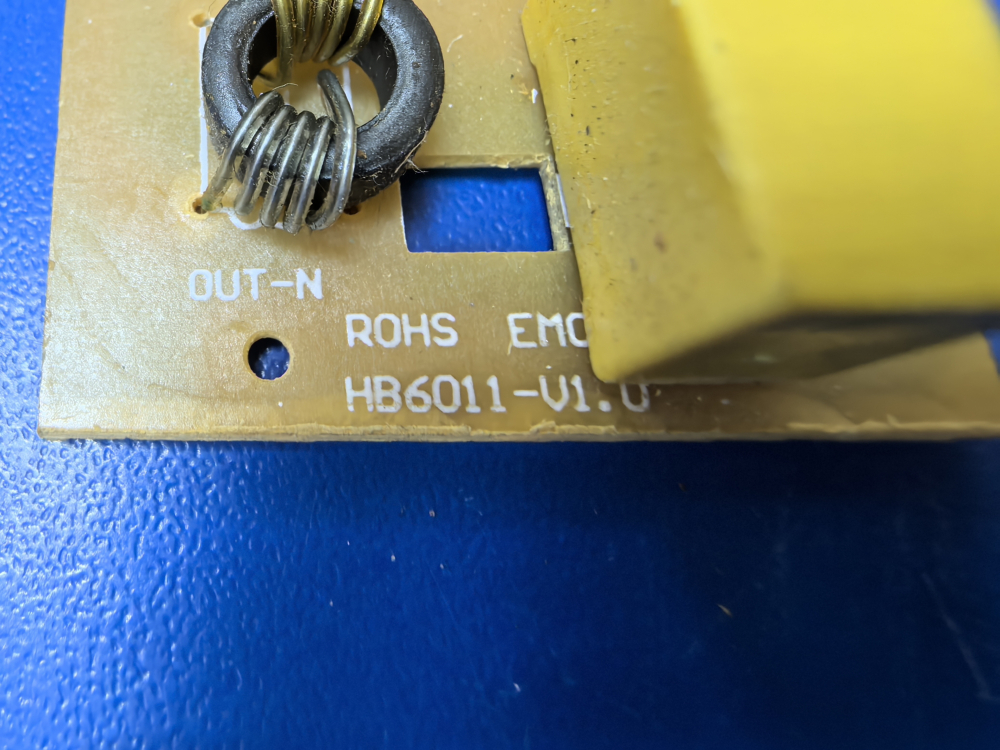 OUT-N
ROHS EMC
HB6011-V1.0